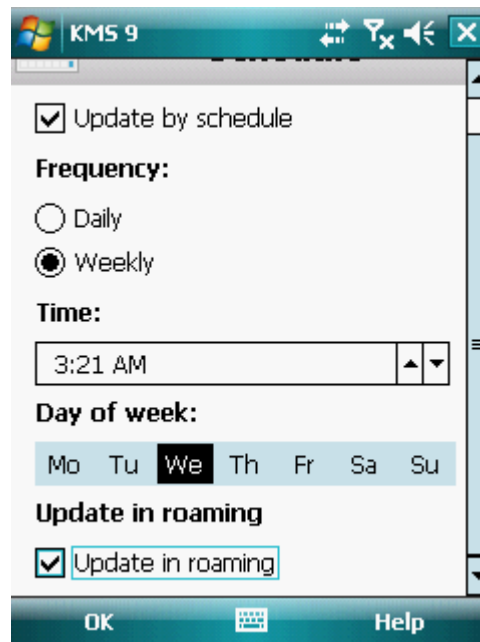 KMS 9
Update by schedule
Frequency:
Daily
Weekly
Time:
3:21 AM
Day of week:
Mo Tu We Th Fr Sa Su
Update in roaming
Update in roaming
OK Help